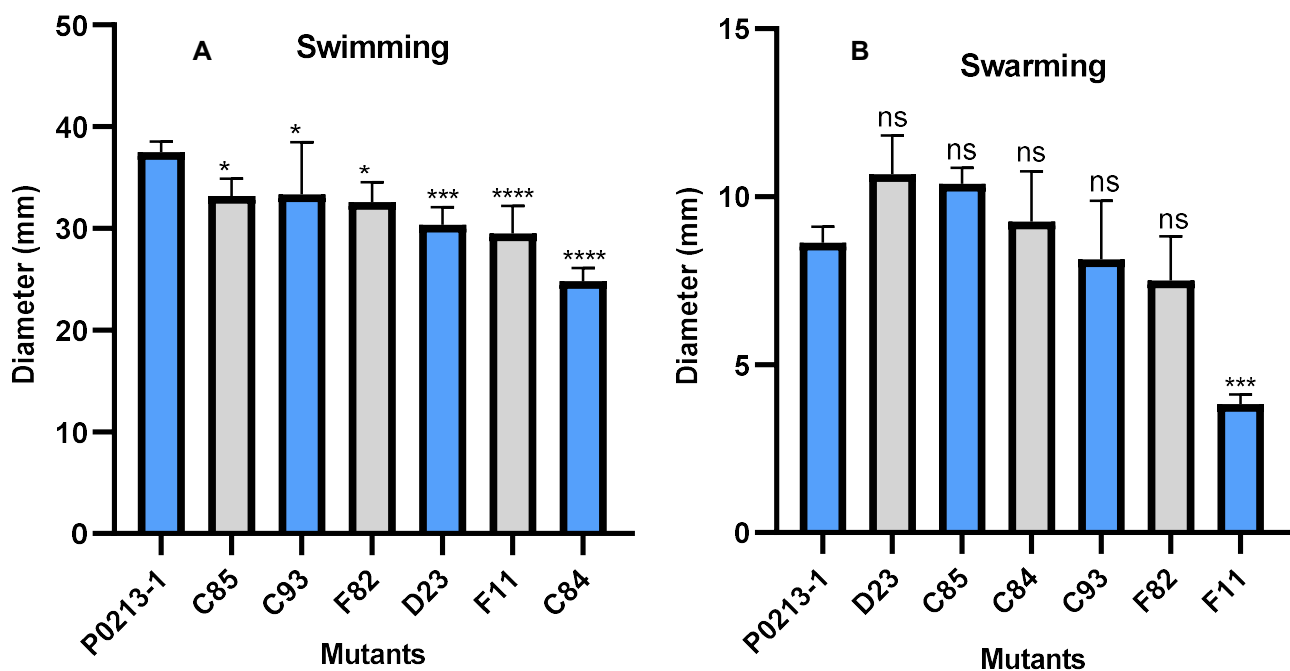 A
Swimming
Diameter (mm)
50
40
30
20
10
0
*
*
*
***
****
****
P0213-1
C85
C93
F82
D23
F11
C84
Mutants
B
Swarming
Diameter (mm)
15
10
5
0
ns
ns
ns
ns
ns
***
P0213-1
D23
C85
C84
C93
F82
F11
Mutants